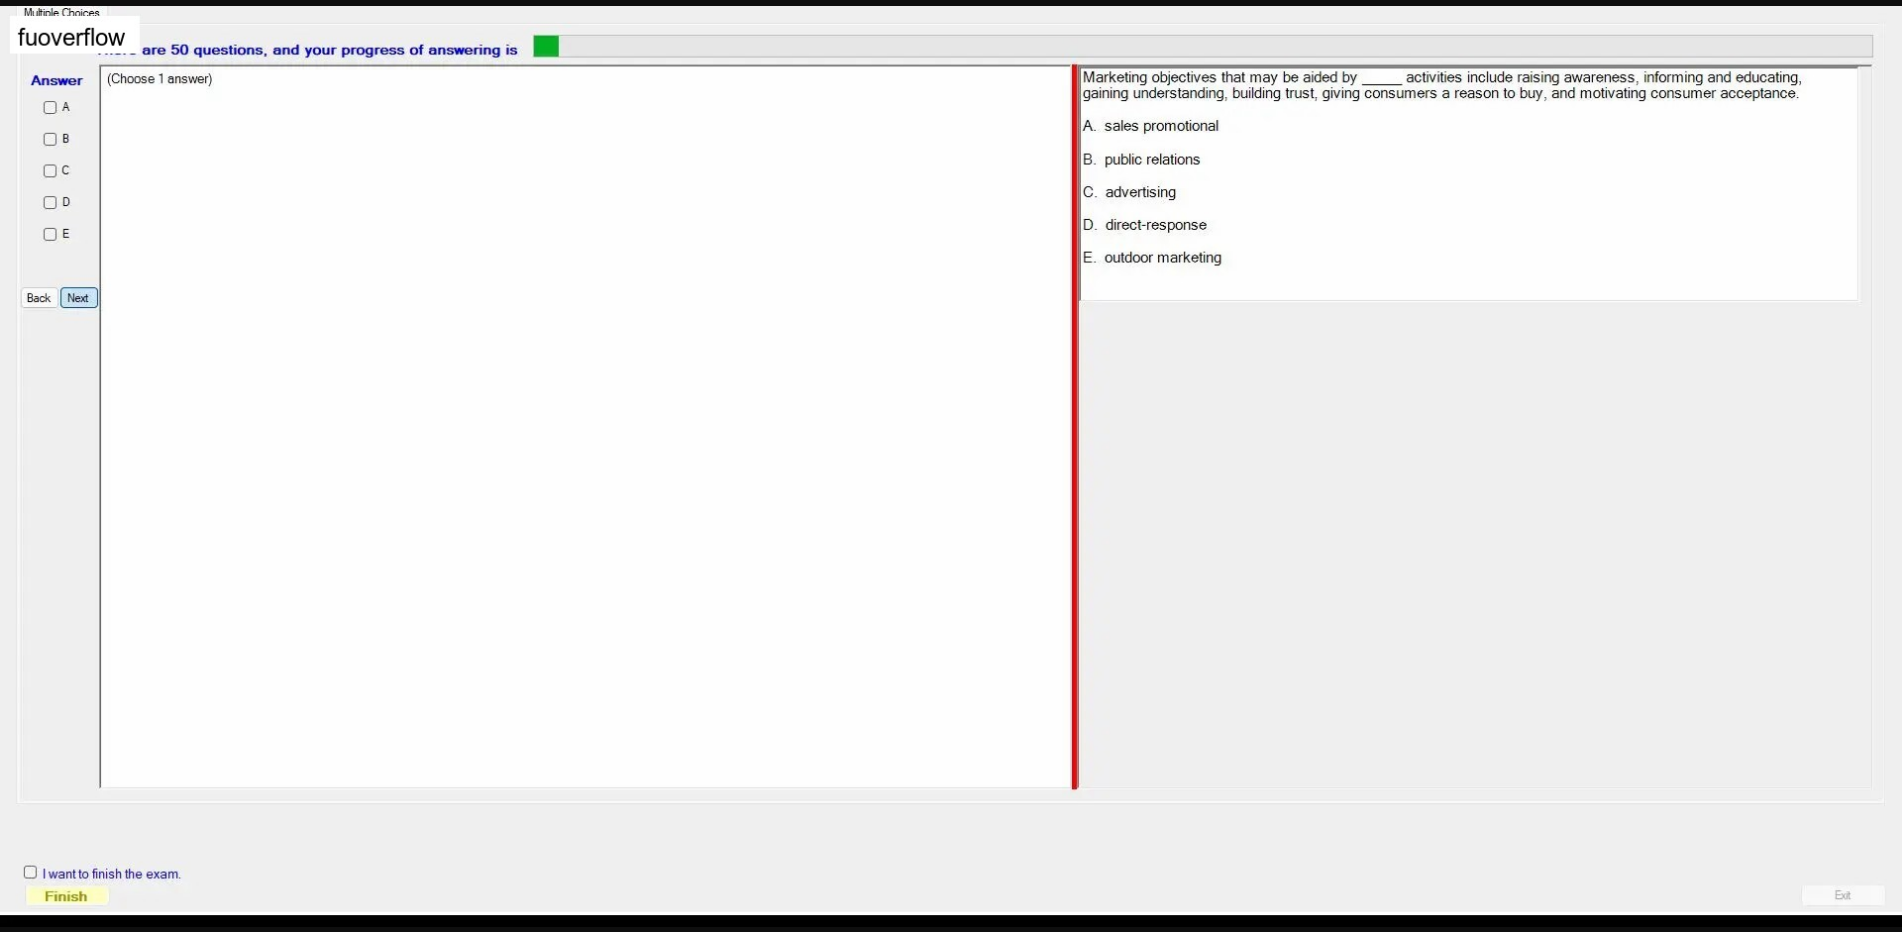 Multiple Choices
fuoverflow
are 50 questions, and your progress of answering is
Answer
A
B
C
D
E
Back Next
(Choose 1 answer)
Marketing objectives that may be aided by _____ activities include raising awareness, informing and educating,
gaining understanding, building trust, giving consumers a reason to buy, and motivating consumer acceptance.
A. sales promotional
B. public relations
C. advertising
D. direct-response
E. outdoor marketing
I want to finish the exam.
Finish
Exit